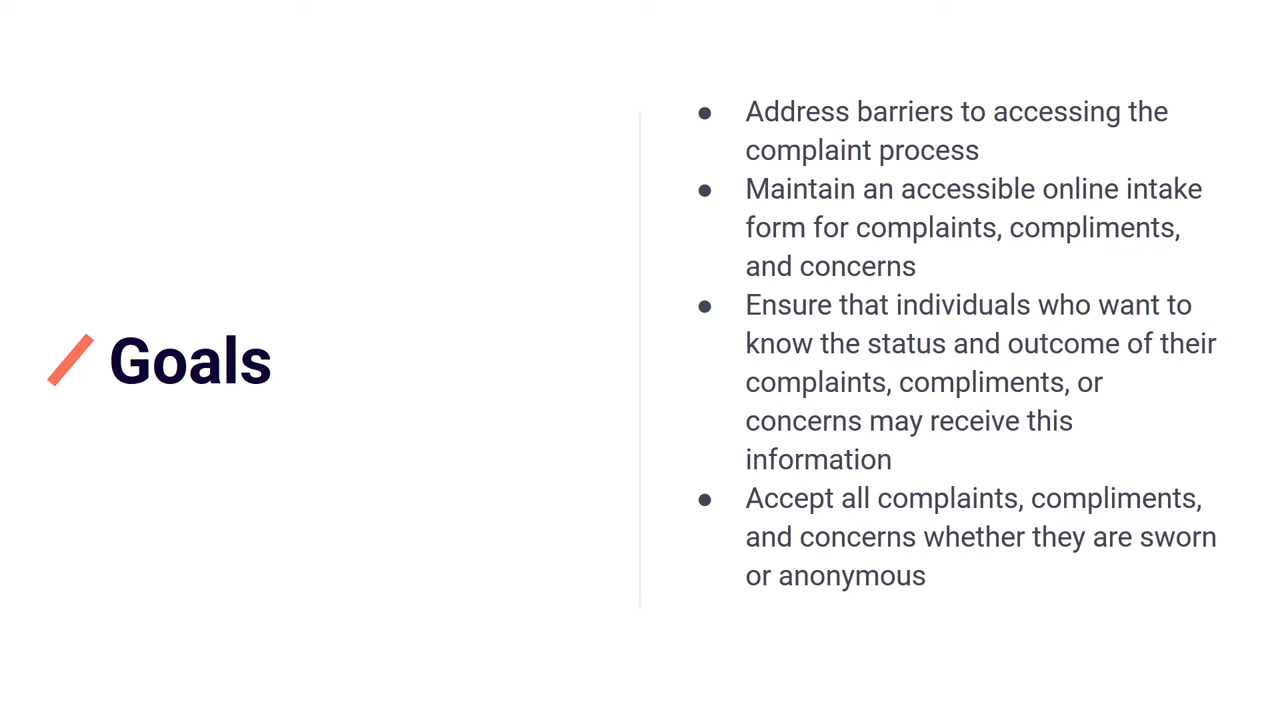 Goals
● Address barriers to accessing the
complaint process
● Maintain an accessible online intake
form for complaints, compliments,
and concerns
● Ensure that individuals who want to
know the status and outcome of their
complaints, compliments, or
concerns may receive this
information
● Accept all complaints, compliments,
and concerns whether they are sworn
or anonymous